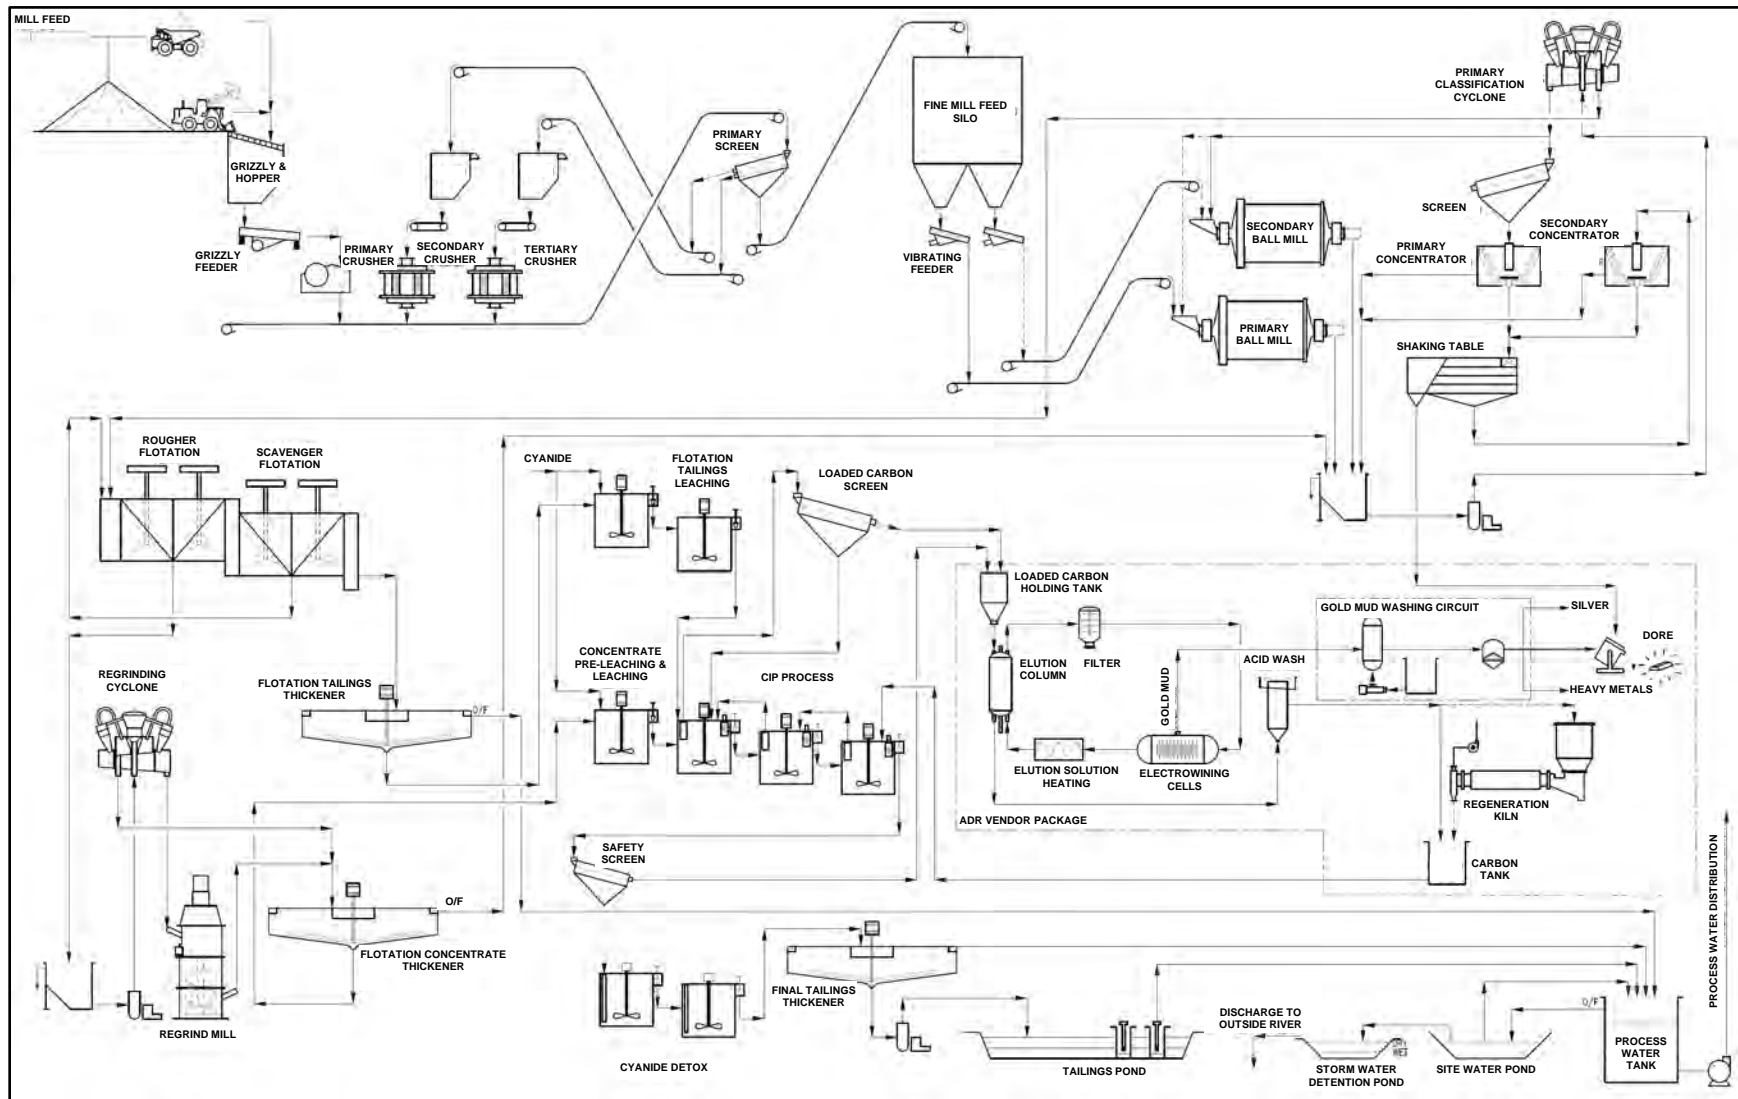 MILL FEED
GRIZZLY &
HOPPER
GRIZZLY
FEEDER
PRIMARY
CRUSHER
SECONDARY
CRUSHER
TERTIARY
CRUSHER
PRIMARY
SCREEN
FINE MILL FEED
SILO
VIBRATING
FEEDER
PRIMARY
CLASSIFICATION
CYCLONE
SCREEN
SECONDARY
BALL MILL
PRIMARY
BALL MILL
PRIMARY
CONCENTRATOR
SECONDARY
CONCENTRATOR
SHAKING TABLE
ROUGHER
FLOTATION
SCAVENGER
FLOTATION
CYANIDE
FLOTATION
TAILINGS
LEACHING
LOADED CARBON
SCREEN
LOADED CARBON
HOLDING TANK
GOLD MUD WASHING CIRCUIT
SILVER
DORE
HEAVY METALS
REGRINDING
CYCLONE
FLOTATION TAILINGS
THICKENER
O/F
CONCENTRATE
PRE-LEACHING &
LEACHING
CIP PROCESS
ELUTION
COLUMN
FILTER
GOLD MUD
ACID WASH
ELUTION SOLUTION
HEATING
ELECTROWINING
CELLS
REGENERATION
KILN
ADR VENDOR PACKAGE
SAFETY
SCREEN
CARBON
TANK
PROCESS WATER DISTRIBUTION
O/F
FLOTATION CONCENTRATE
THICKENER
REGRIND MILL
FINAL TAILINGS
THICKENER
CYANIDE DETOX
TAILINGS POND
DISCHARGE TO
OUTSIDE RIVER
STORM WATER
DETENTION POND
SITE WATER POND
O/F
PROCESS
WATER
TANK